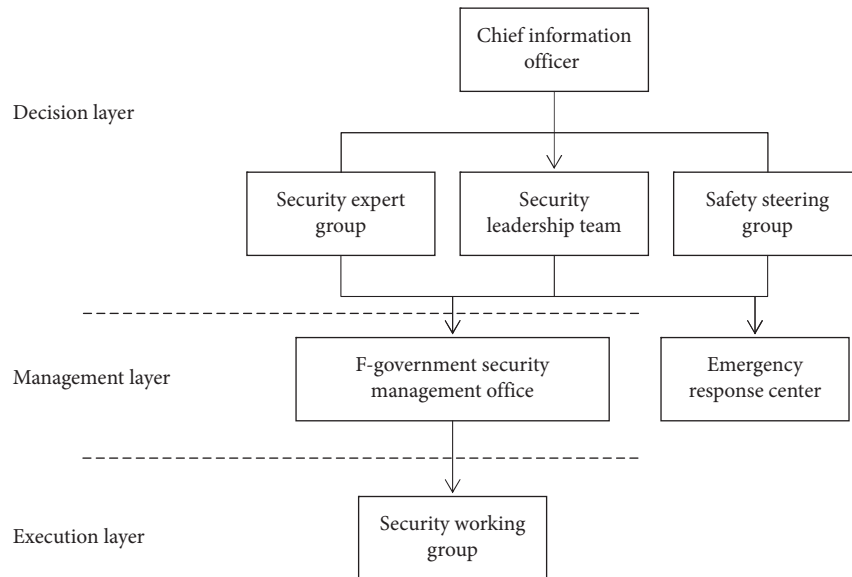 Chief information
officer
Decision layer
Security expert
group
Security
leadership team
Safety steering
group
Management layer
F-government security
management office
Emergency
response center
Execution layer
Security working
group